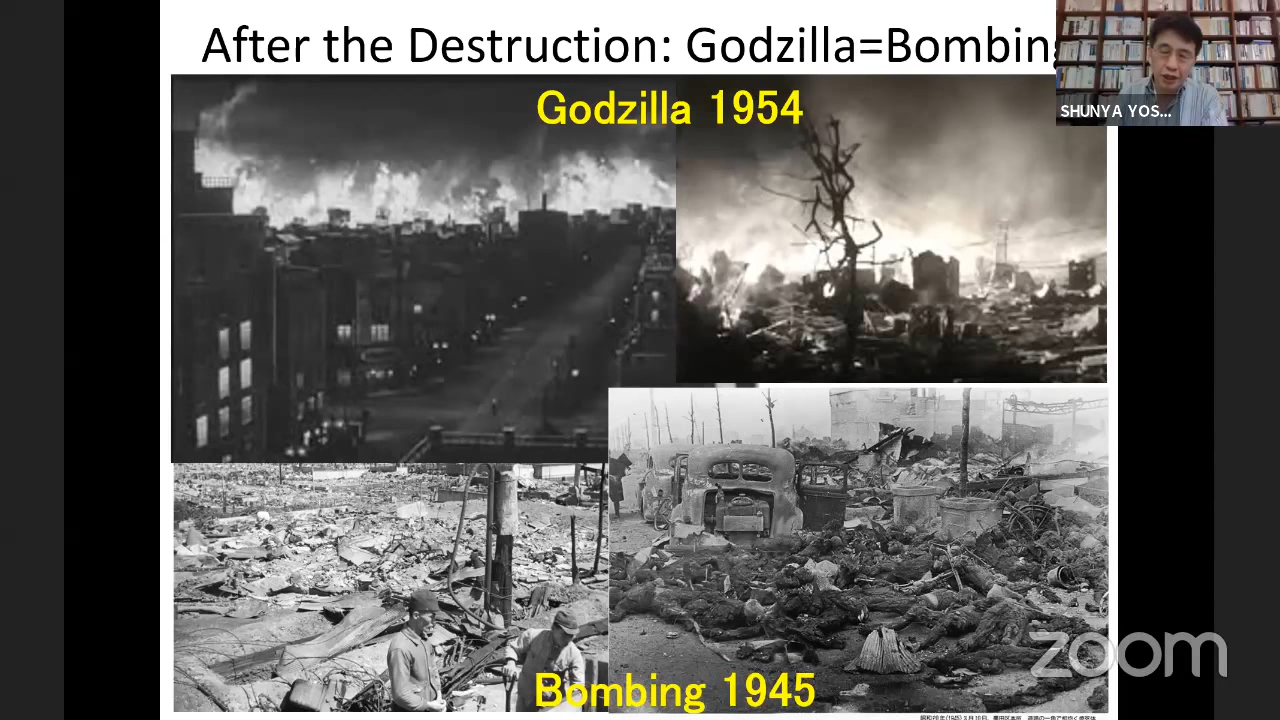 After the Destruction: Godzilla=Bombing
SHUNYA YOS...
Godzilla 1954
Bombing 1945
zoom